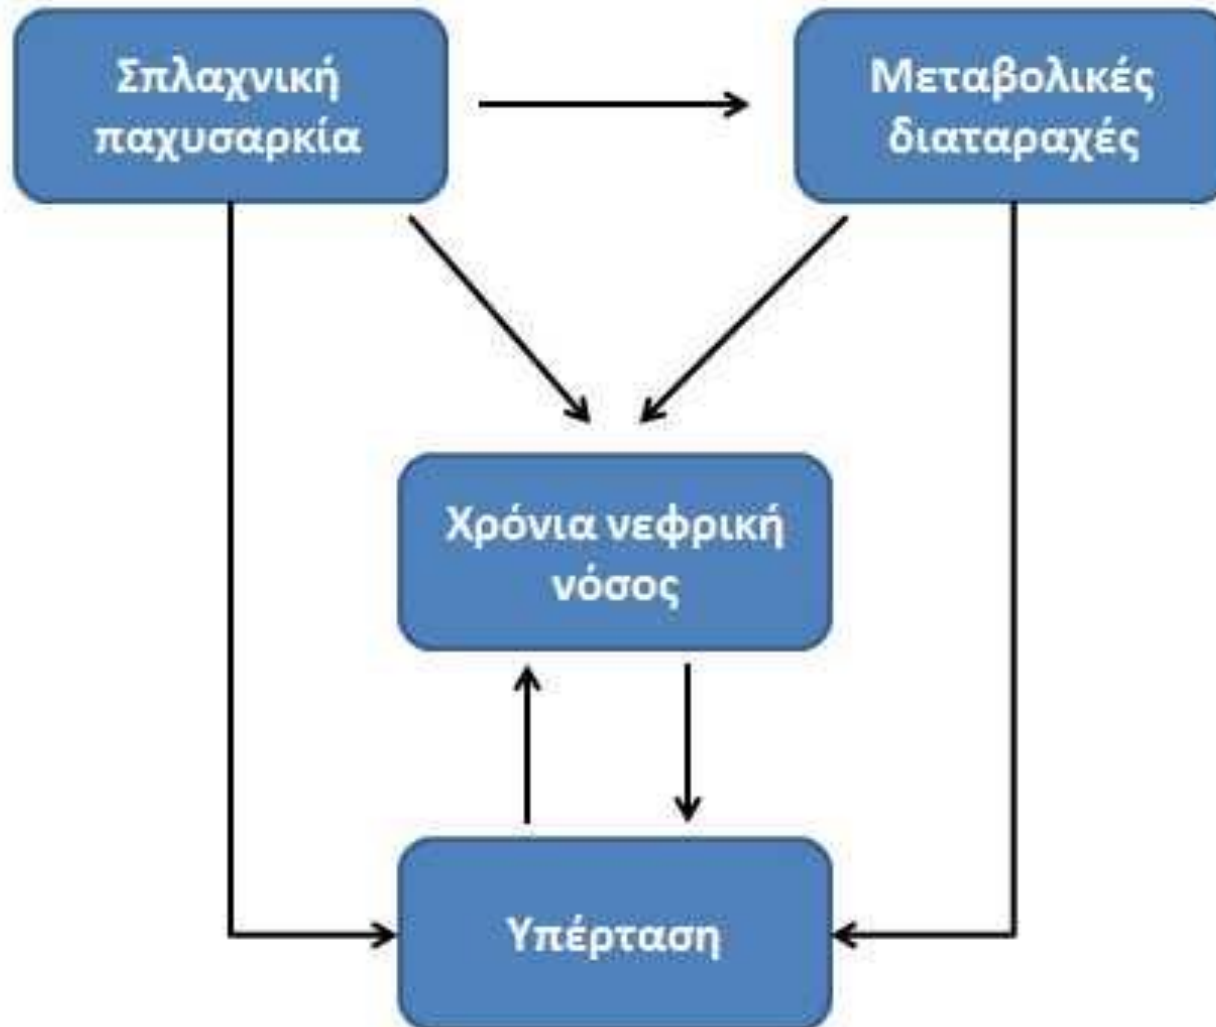 Σπλαχνική
παχυσαρκία
Μεταβολικές
διαταραχές
Χρόνια νεφρική
νόσος
Υπέρταση